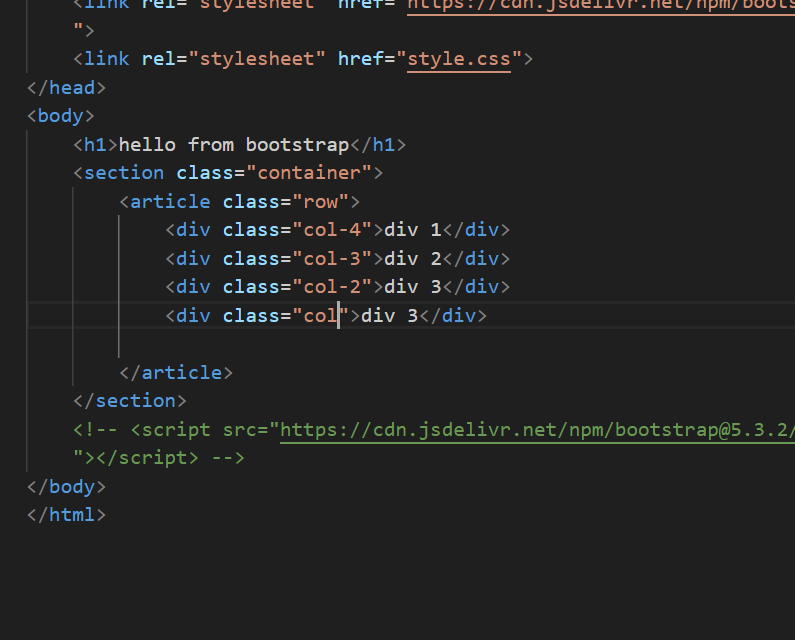 <link rel="stylesheet" href="https://cdn.jsdelivr.net/npm/boots
">
<link rel="stylesheet" href="style.css">
</head>
<body>
<h1>hello from bootstrap</h1>
<section class="container">
<article class="row">
<div class="col-4">div 1</div>
<div class="col-3">div 2</div>
<div class="col-2">div 3</div>
<div class="col">div 3</div>
</article>
</section>
<!-- <script src="https://cdn.jsdelivr.net/npm/bootstrap@5.3.2/
"></script> -->
</body>
</html>